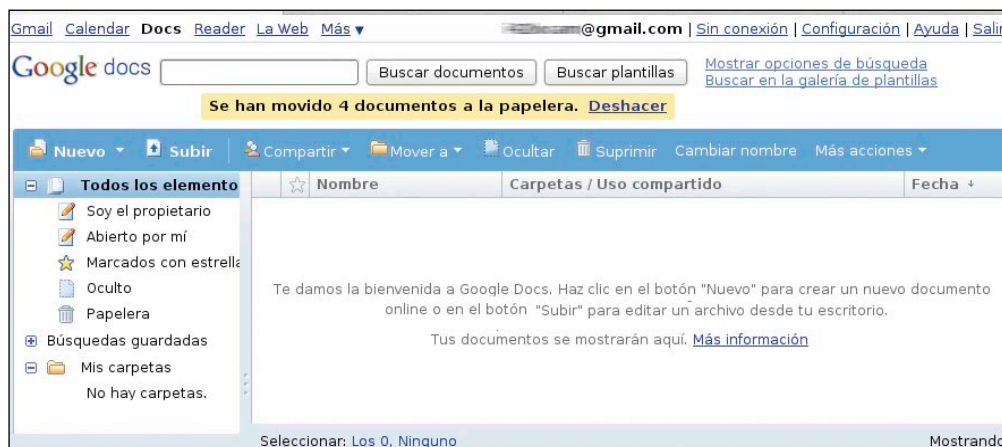 Gmail Calendar Docs Reader La Web Más @gmail.com | Sin conexión | Configuración | Ayuda | Salir
Google docs Buscar documentos Buscar plantillas Mostrar opciones de búsqueda
Buscar en la galería de plantillas
Se han movido 4 documentos a la papelera. Deshacer
Nuevo Subir Compartir Mover a Ocultar Suprimir Cambiar nombre Más acciones
Todos los elemento Nombre Carpetas / Uso compartido Fecha
Soy el propietario
Abierto por mí
Marcados con estrella
Oculto
Papelera
Búsquedas guardadas
Mis carpetas
No hay carpetas.
Te damos la bienvenida a Google Docs. Haz clic en el botón "Nuevo" para crear un nuevo documento
online o en el botón "Subir" para editar un archivo desde tu escritorio.
Tus documentos se mostrarán aquí. Más información
Seleccionar: Los 0, Ninguno Mostrando